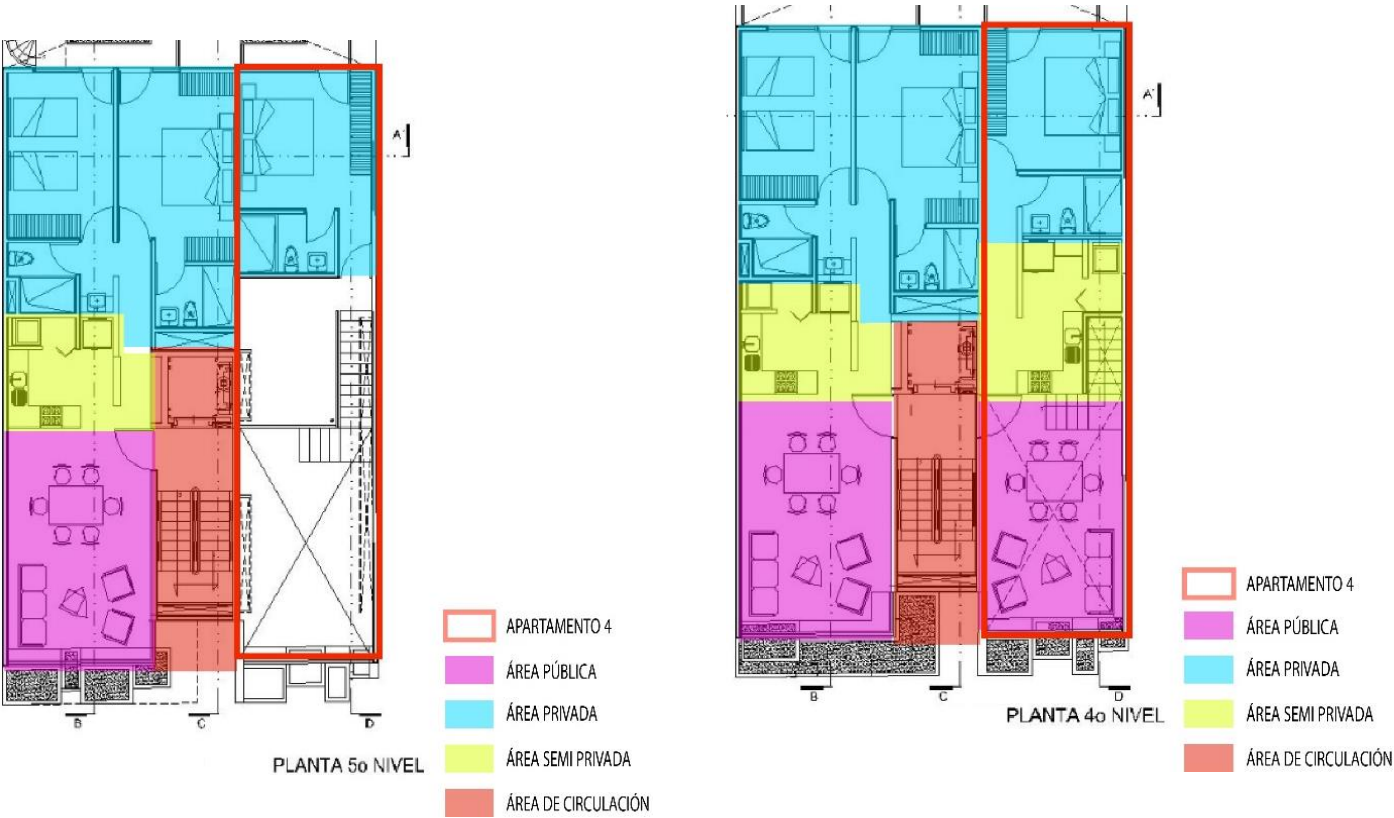 A'
B
C
D
PLANTA 5o NIVEL
APARTAMENTO 4
ÁREA PÚBLICA
ÁREA PRIVADA
ÁREA SEMI PRIVADA
ÁREA DE CIRCULACIÓN
A'
B
C
D
PLANTA 4o NIVEL
APARTAMENTO 4
ÁREA PÚBLICA
ÁREA PRIVADA
ÁREA SEMI PRIVADA
ÁREA DE CIRCULACIÓN